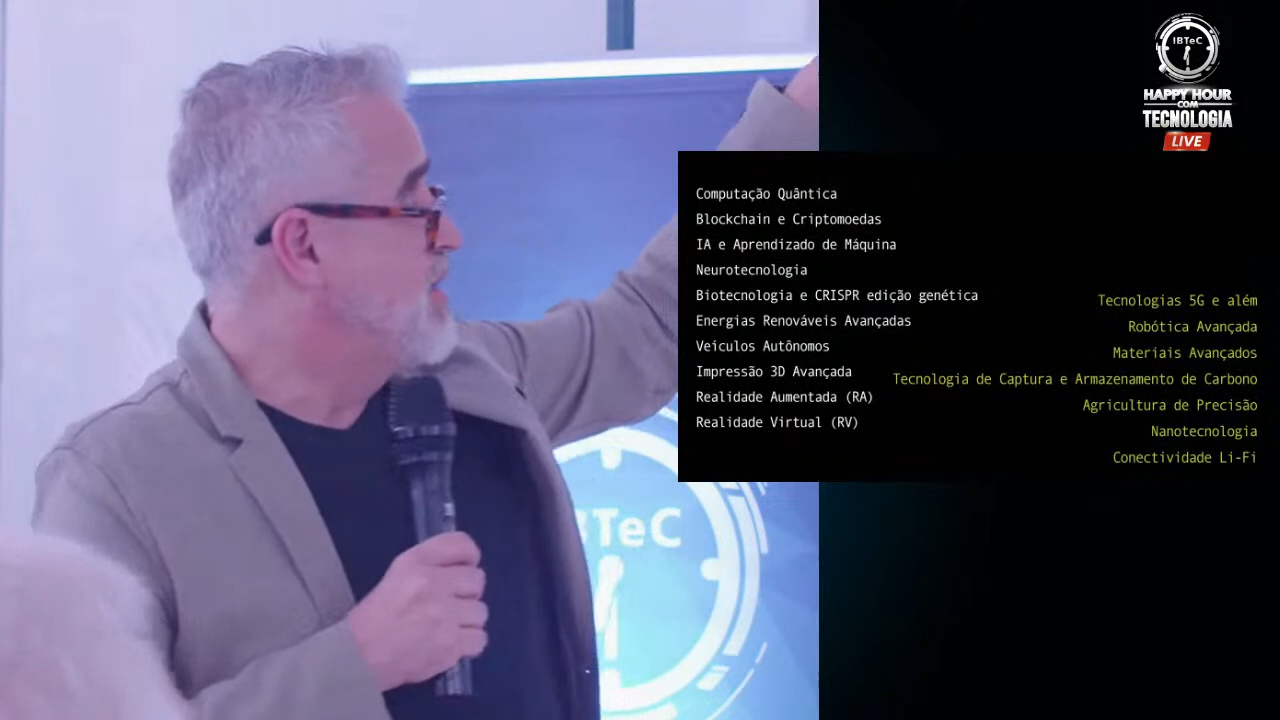 IBTeC
HAPPY HOUR
COM
TECNOLOGIA
LIVE
Computação Quântica
Blockchain e Criptomoedas
IA e Aprendizado de Máquina
Neurotecnologia
Biotecnologia e CRISPR edição genética
Energias Renováveis Avançadas
Veículos Autônomos
Impressão 3D Avançada
Realidade Aumentada (RA)
Realidade Virtual (RV)
Tecnologias 5G e além
Robótica Avançada
Materiais Avançados
Tecnologia de Captura e Armazenamento de Carbono
Agricultura de Precisão
Nanotecnologia
Conectividade Li-Fi
BTeC